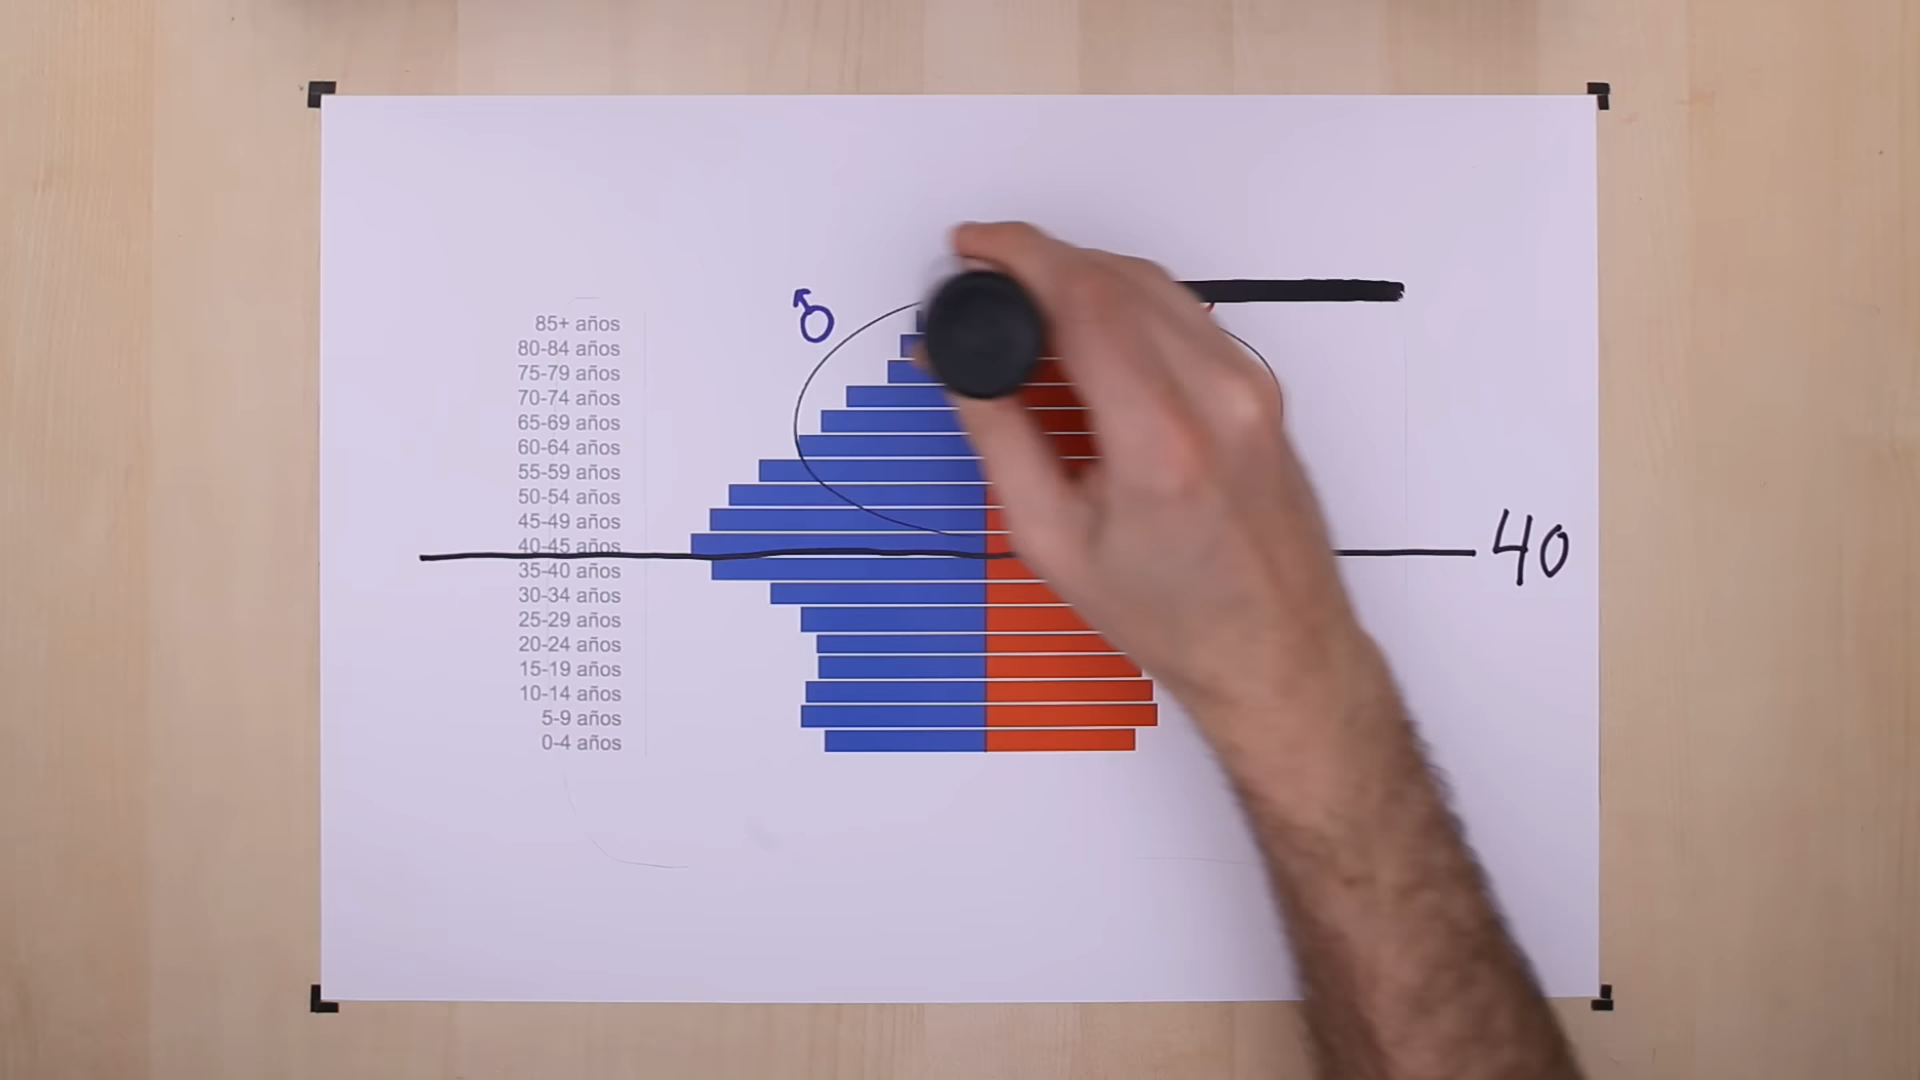 85+ años
80-84 años
75-79 años
70-74 años
65-69 años
60-64 años
55-59 años
50-54 años
45-49 años
40-45 años
40
35-40 años
30-34 años
25-29 años
20-24 años
15-19 años
10-14 años
5-9 años
0-4 años